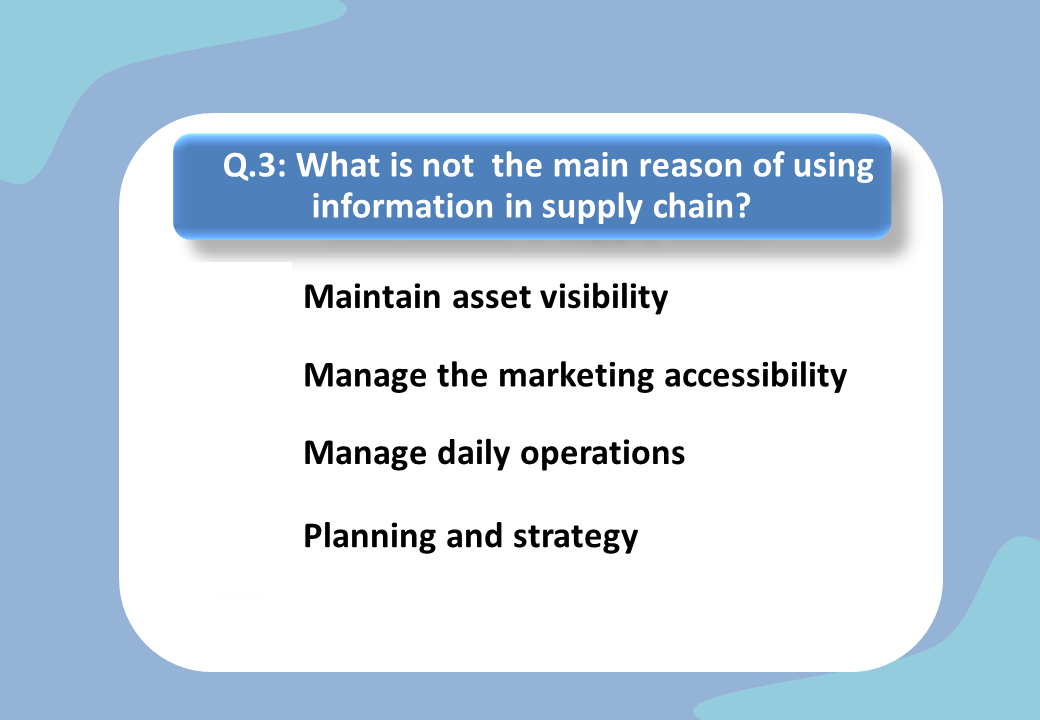 Q.3: What is not  the main reason of using
information in supply chain?
Maintain asset visibility
Manage the marketing accessibility
Manage daily operations
Planning and strategy